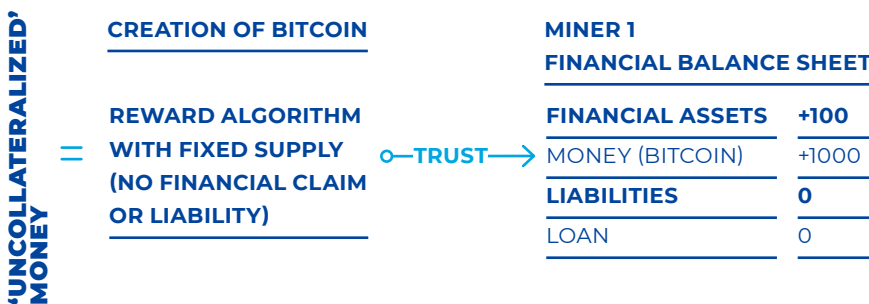 'UNCOLLATERALIZED'
MONEY
=
CREATION OF BITCOIN
REWARD ALGORITHM
WITH FIXED SUPPLY
(NO FINANCIAL CLAIM
OR LIABILITY)
TRUST
MINER 1
FINANCIAL BALANCE SHEET
FINANCIAL ASSETS +100
MONEY (BITCOIN) +1000
LIABILITIES 0
LOAN 0